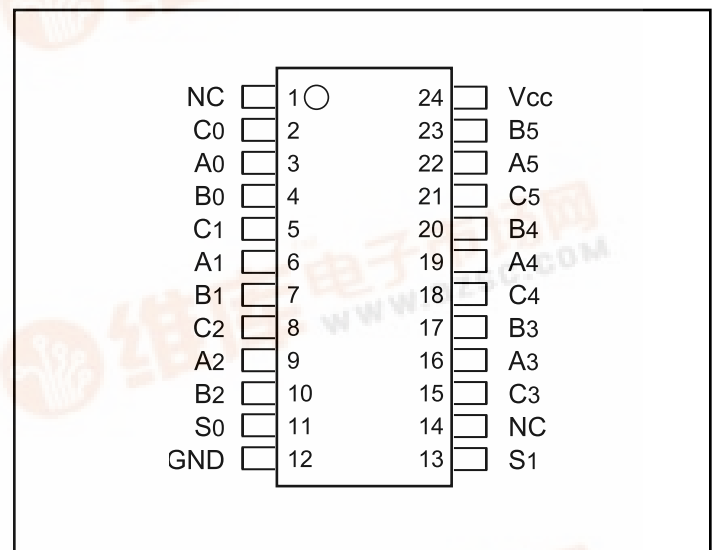 NC 1 24 Vcc
C0 2 23 B5
A0 3 22 A5
B0 4 21 C5
C1 5 20 B4
A1 6 19 A4
B1 7 18 C4
C2 8 17 B3
A2 9 16 A3
B2 10 15 C3
S0 11 14 NC
GND 12 13 S1